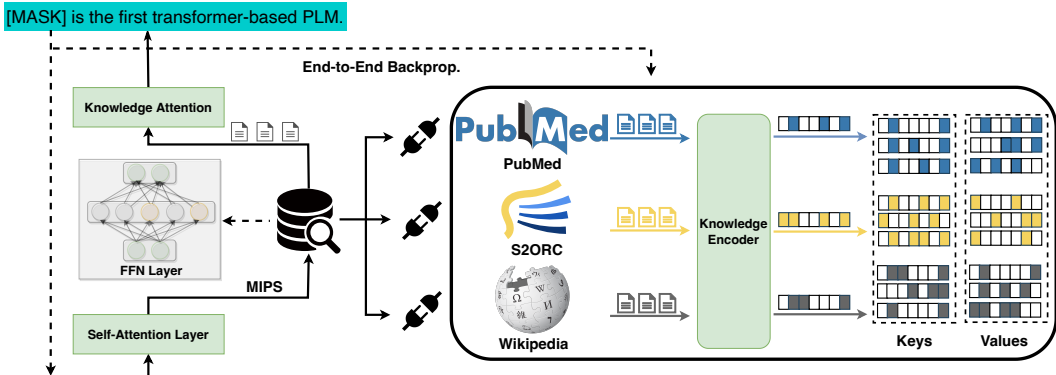 [MASK] is the first transformer-based PLM.
End-to-End Backprop.
Knowledge Attention
FFN Layer
MIPS
Self-Attention Layer
PubMed
PubMed
S2ORC
Ω W И
Wikipedia
Knowledge
Encoder
Keys
Values